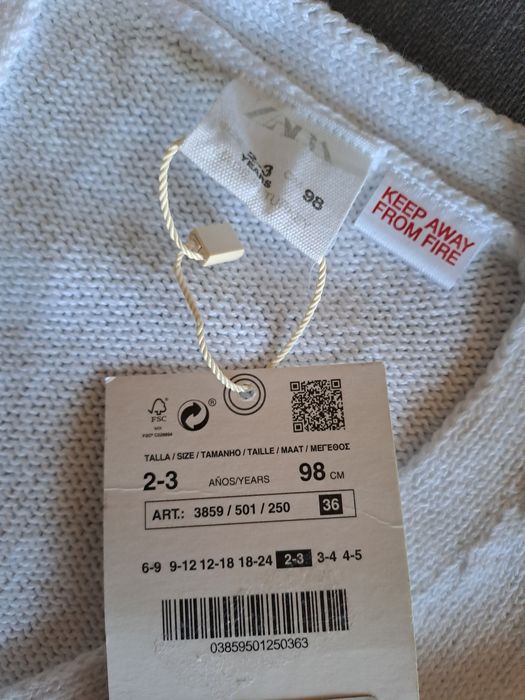 ZARA
2-3
YEARS
98
KEEP AWAY
FROM FIRE
FSC
MIX
TALLA / SIZE / TAMANHO / TAILLE / MAAT / ΜΕΓΕΘΟΣ
2-3 AÑOS/YEARS 98 CM
ART.: 3859 / 501 / 250 36
6-9 9-12 12-18 18-24 2-3 3-4 4-5
03859501250363